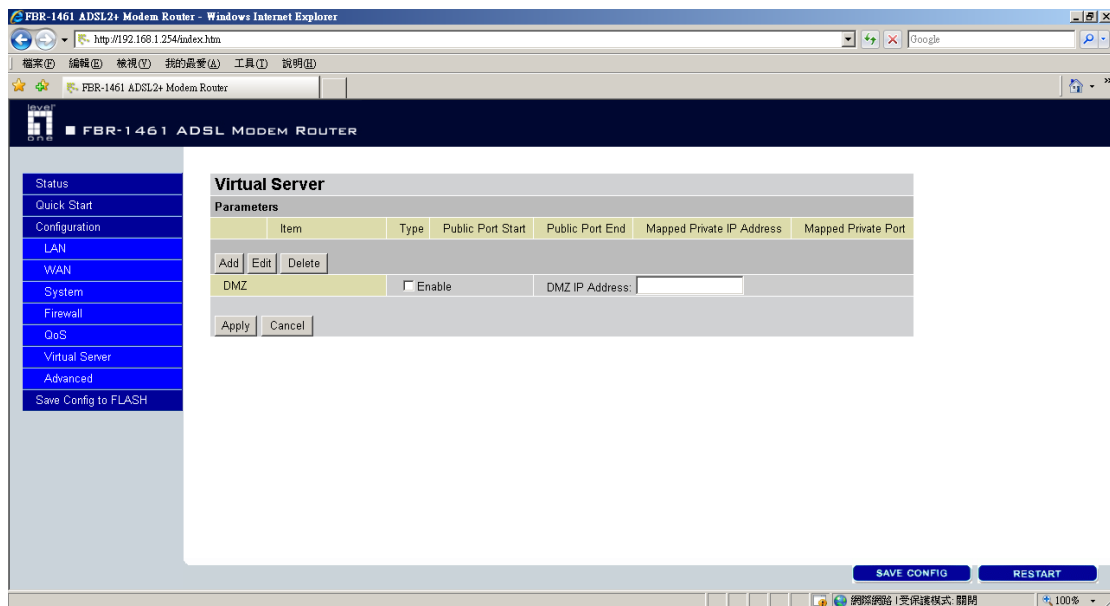 FBR-1461 ADSL2+ Modem Router - Windows Internet Explorer
http://192.168.1.254/index.htm
Google
檔案(F) 編輯(E) 檢視(V) 我的最愛(A) 工具(T) 說明(H)
FBR-1461 ADSL2+ Modem Router
level
one
FBR-1461 ADSL MODEM ROUTER
Status
Quick Start
Configuration
LAN
WAN
System
Firewall
QoS
Virtual Server
Advanced
Save Config to FLASH
Virtual Server
Parameters
Item Type Public Port Start Public Port End Mapped Private IP Address Mapped Private Port
Add Edit Delete
DMZ Enable DMZ IP Address:
Apply Cancel
SAVE CONFIG RESTART
網際網路 | 受保護模式: 關閉 100%